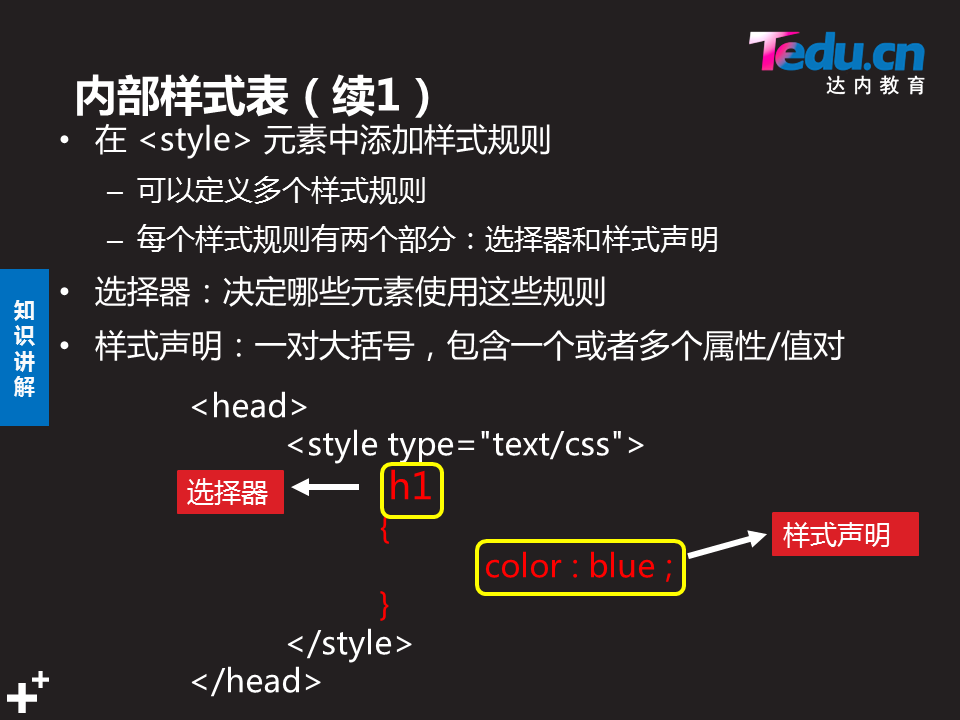 Tedu.cn
达内教育
内部样式表（续1）
• 在 <style> 元素中添加样式规则
– 可以定义多个样式规则
– 每个样式规则有两个部分：选择器和样式声明
• 选择器：决定哪些元素使用这些规则
• 样式声明：一对大括号，包含一个或者多个属性/值对
知识讲解
<head>
<style type="text/css">
选择器
h1
{
样式声明
color : blue ;
}
</style>
</head>